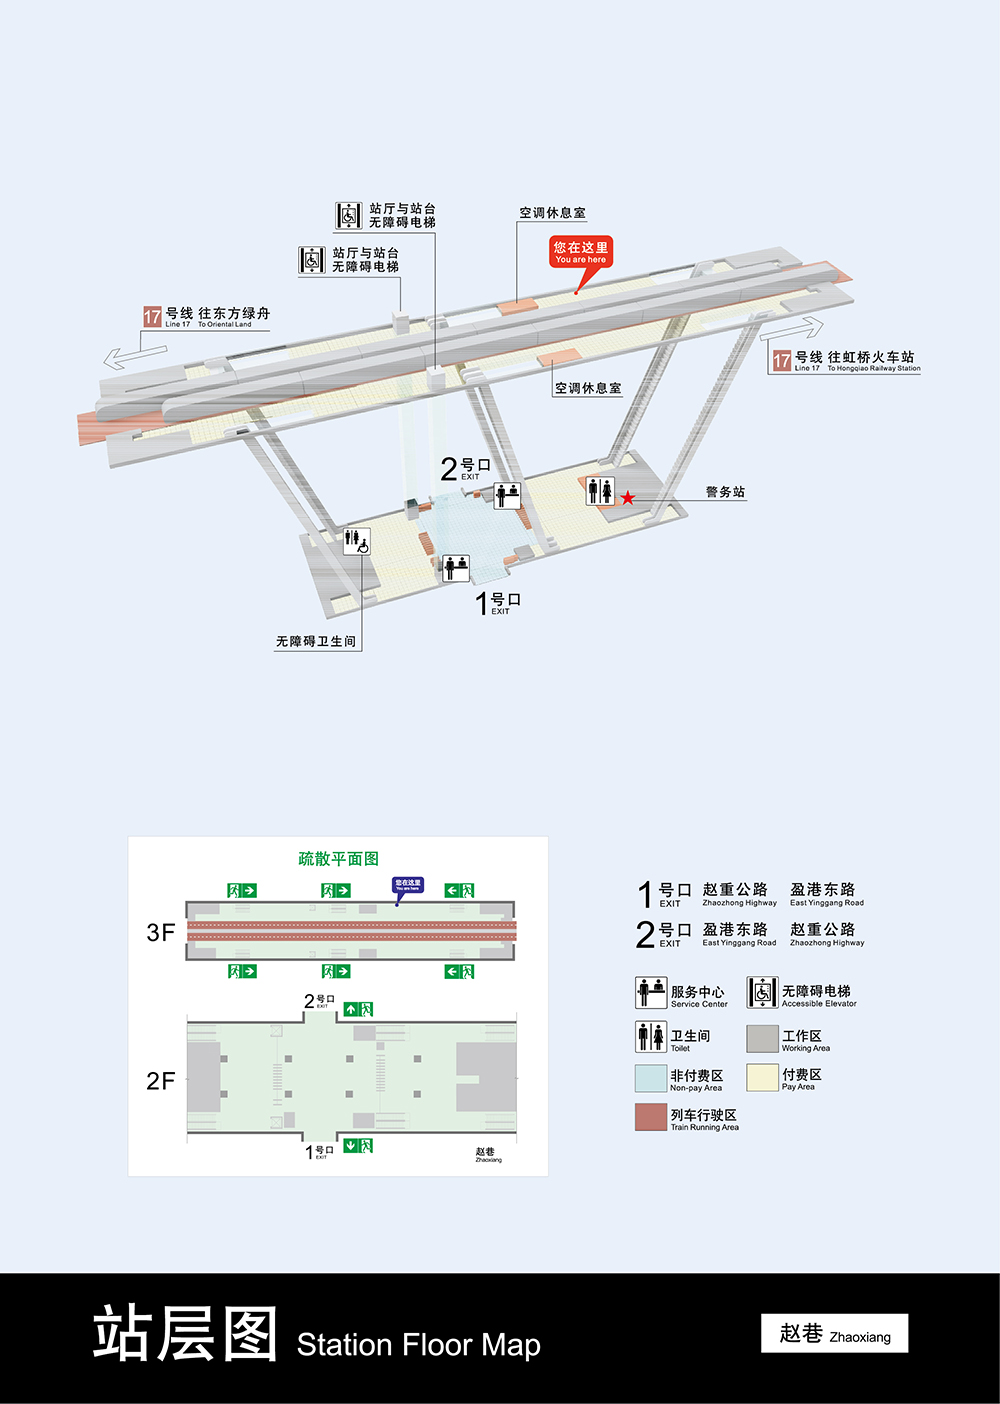 站厅与站台
无障碍电梯
空调休息室
您在这里
You are here
站厅与站台
无障碍电梯
17 号线 往东方绿舟
Line 17 To Oriental Land
17 号线 往虹桥火车站
Line 17 To Hongqiao Railway Station
空调休息室
2 号口
EXIT
警务站
1 号口
EXIT
无障碍卫生间
疏散平面图
您在这里
You are here
3F
2 号口
EXIT
2F
1 号口
EXIT
赵巷
Zhaoxiang
1 号口 赵重公路 盈港东路
EXIT Zhaozhong Highway East Yinggang Road
2 号口 盈港东路 赵重公路
EXIT East Yinggang Road Zhaozhong Highway
服务中心 无障碍电梯
Service Center Accessible Elevator
卫生间 工作区
Toilet Working Area
非付费区 付费区
Non-pay Area Pay Area
列车行驶区
Train Running Area
站层图 Station Floor Map
赵巷 Zhaoxiang